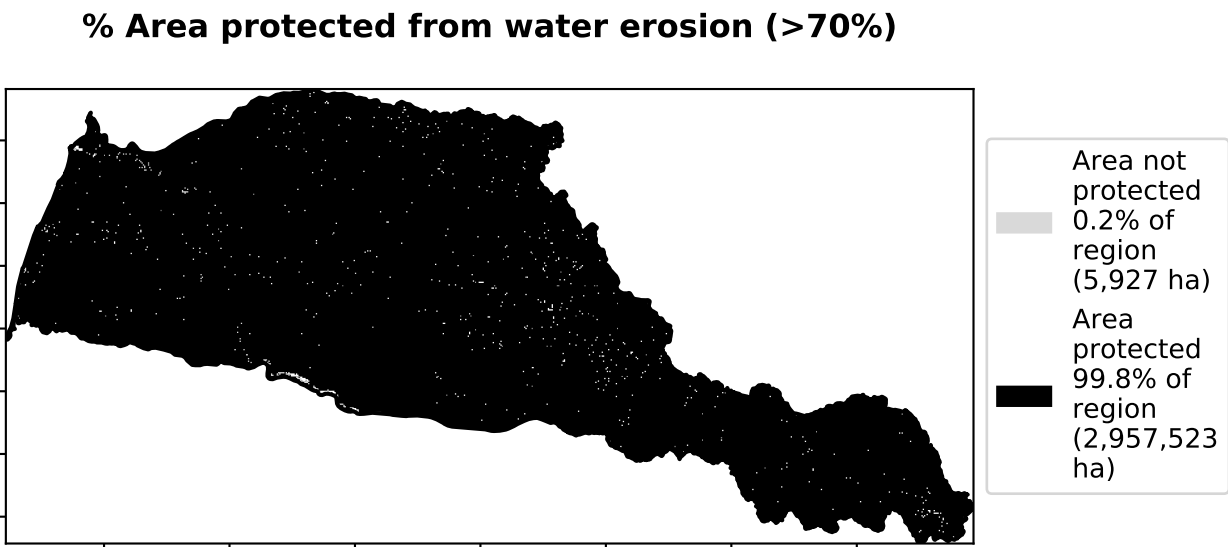 % Area protected from water erosion (>70%)
Area not
protected
0.2% of
region
(5,927 ha)
Area
protected
99.8% of
region
(2,957,523
ha)